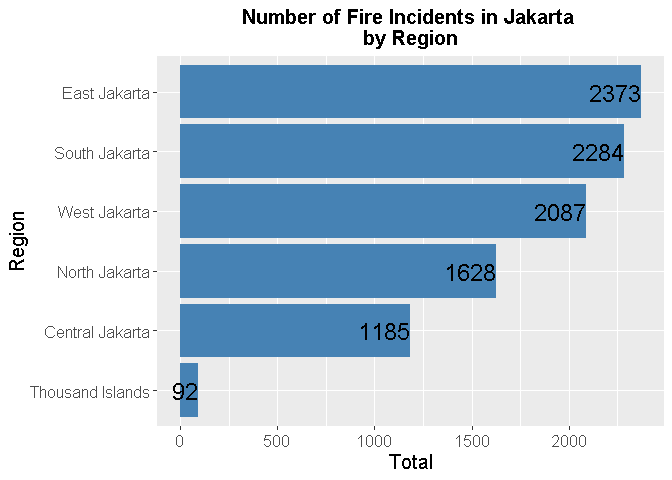 Number of Fire Incidents in Jakarta
by Region
Region
East Jakarta
2373
South Jakarta
2284
West Jakarta
2087
North Jakarta
1628
Central Jakarta
1185
Thousand Islands
92
0
500
1000
1500
2000
Total